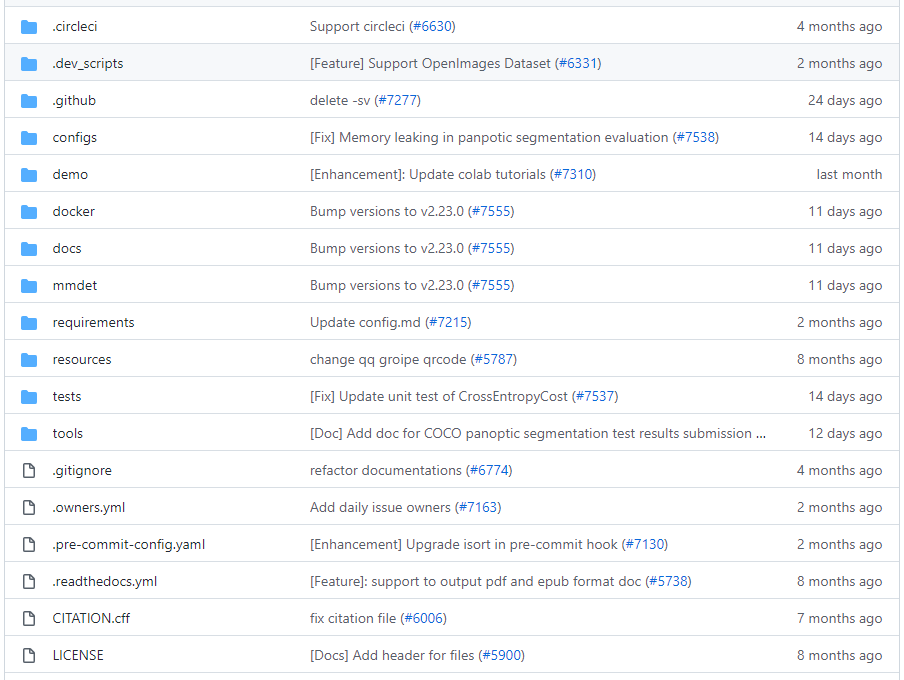 .circleci Support circleci (#6630) 4 months ago
.dev_scripts [Feature] Support OpenImages Dataset (#6331) 2 months ago
.github delete -sv (#7277) 24 days ago
configs [Fix] Memory leaking in panpotic segmentation evaluation (#7538) 14 days ago
demo [Enhancement]: Update colab tutorials (#7310) last month
docker Bump versions to v2.23.0 (#7555) 11 days ago
docs Bump versions to v2.23.0 (#7555) 11 days ago
mmdet Bump versions to v2.23.0 (#7555) 11 days ago
requirements Update config.md (#7215) 2 months ago
resources change qq groipe qrcode (#5787) 8 months ago
tests [Fix] Update unit test of CrossEntropyCost (#7537) 14 days ago
tools [Doc] Add doc for COCO panoptic segmentation test results submission ... 12 days ago
.gitignore refactor documentations (#6774) 4 months ago
.owners.yml Add daily issue owners (#7163) 2 months ago
.pre-commit-config.yaml [Enhancement] Upgrade isort in pre-commit hook (#7130) 2 months ago
.readthedocs.yml [Feature]: support to output pdf and epub format doc (#5738) 8 months ago
CITATION.cff fix citation file (#6006) 7 months ago
LICENSE [Docs] Add header for files (#5900) 8 months ago